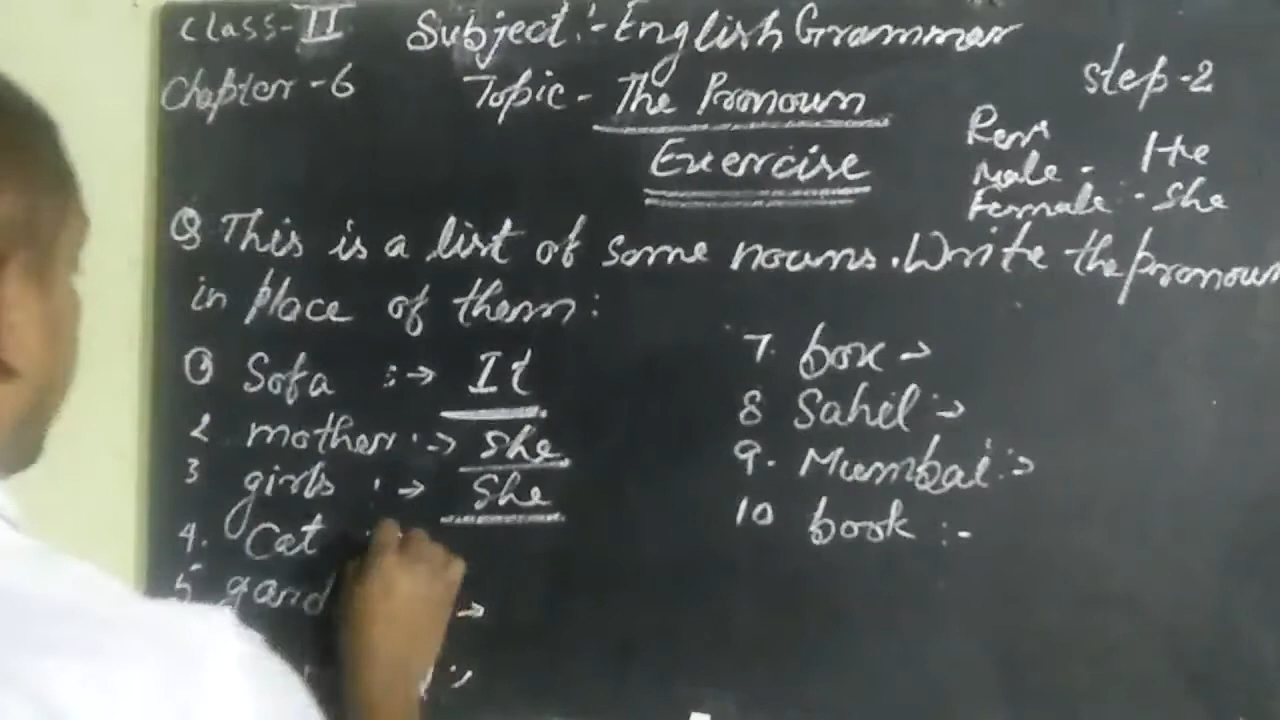 Class-II Subject:-English Grammar
Chapter-6 Topic- The Pronoun step-2
Exercise
Male - He
Female - She
Q This is a list of some nouns. Write the pronoun
in place of them:
① Sofa :→ It
2 mother :→ she
3 girls :→ She
4. Cat
5 gard
7. box →
8 Sahil :→
9. Mumbai :→
10 book :-